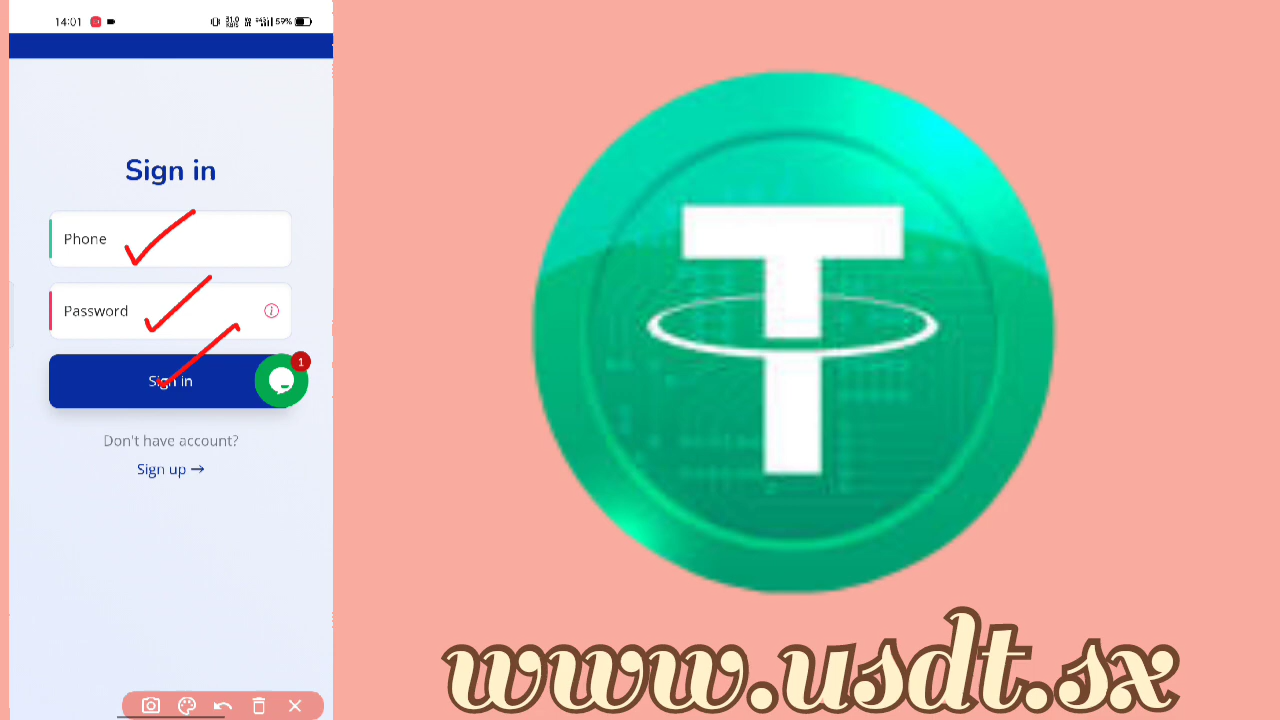 14:01
59%
Sign in
Phone
Password
Sign in
1
Don't have account?
Sign up →
www.usdt.sx